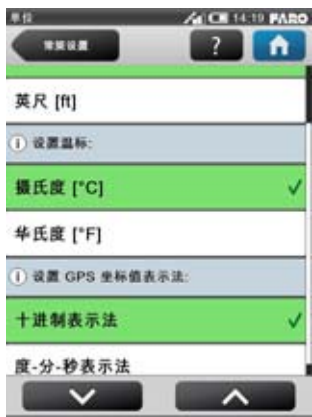 单位 14:19 FARO
常规设置 ?
英尺 [ft]
i 设置温标:
摄氏度 [°C]
华氏度 [°F]
i 设置 GPS 坐标值表示法:
十进制表示法
度-分-秒表示法